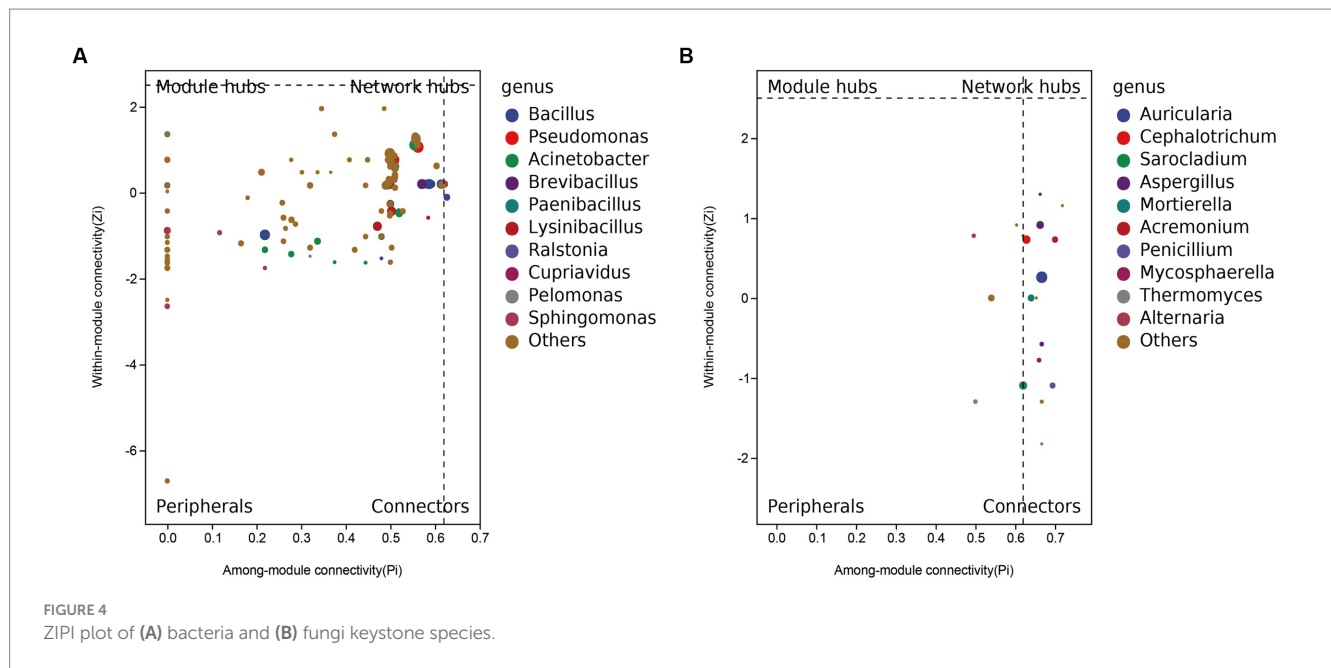 A
Module hubs
Network hubs
Peripherals
Connectors
2
0
-2
-4
-6
Within-module connectivity(Zi)
0.0 0.1 0.2 0.3 0.4 0.5 0.6 0.7
Among-module connectivity(Pi)
genus
Bacillus
Pseudomonas
Acinetobacter
Brevibacillus
Paenibacillus
Lysinibacillus
Ralstonia
Cupriavidus
Pelomonas
Sphingomonas
Others
B
Module hubs
Network hubs
Peripherals
Connectors
2
1
0
-1
-2
Within-module connectivity(Zi)
0.0 0.1 0.2 0.3 0.4 0.5 0.6 0.7
Among-module connectivity(Pi)
genus
Auricularia
Cephalotrichum
Sarocladium
Aspergillus
Mortierella
Acremonium
Penicillium
Mycosphaerella
Thermomyces
Alternaria
Others
FIGURE 4
ZIPI plot of (A) bacteria and (B) fungi keystone species.